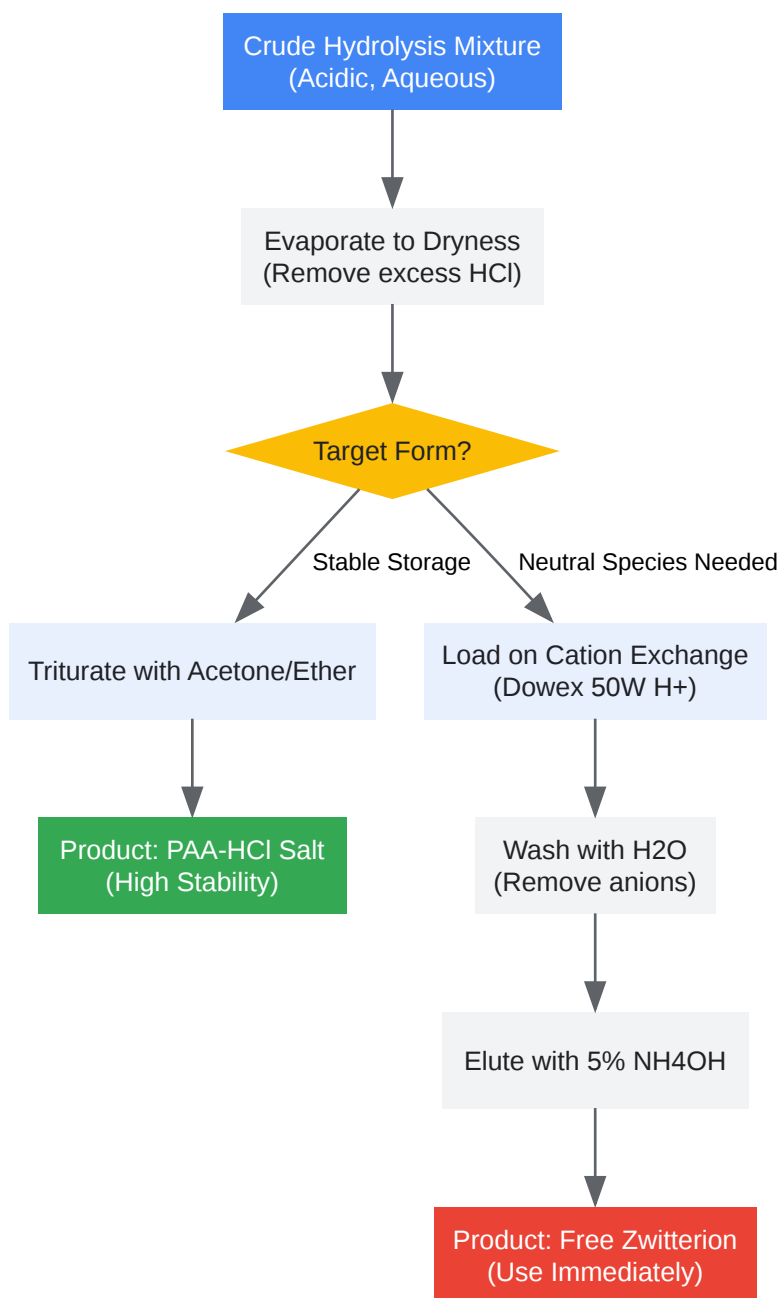 Crude Hydrolysis Mixture
(Acidic, Aqueous)
Evaporate to Dryness
(Remove excess HCl)
Target Form?
Stable Storage
Neutral Species Needed
Triturate with Acetone/Ether
Load on Cation Exchange
(Dowex 50W H+)
Product: PAA-HCl Salt
(High Stability)
Wash with H2O
(Remove anions)
Elute with 5% NH4OH
Product: Free Zwitterion
(Use Immediately)